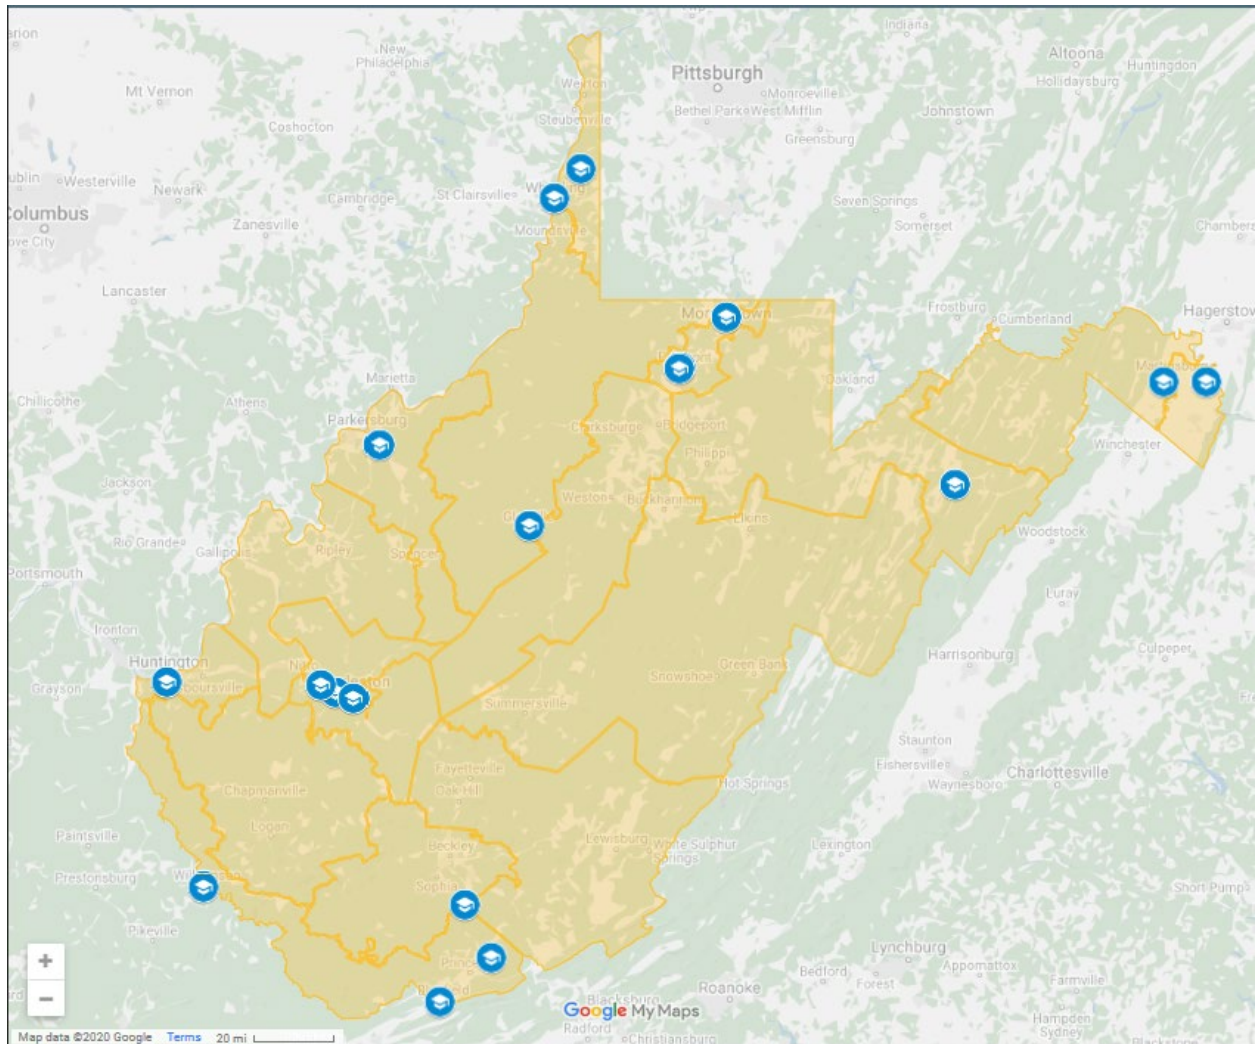 Indiana
Altoona
New
Philadelphia
Pittsburgh
Huntingdon
Hollidaysburg
Mt Vernon
Weirton
Monroeville
Bethel Park
West Mifflin
Johnstown
Steubenville
Coshocton
Greensburg
Westerville
Newark
Cambridge
St Clairsville
Columbus
Zanesville
Moundsville
Seven Springs
Somerset
Lancaster
Frostburg
Cumberland
Marietta
Oakland
Chillicothe
Athens
Parkersburg
Clarksburg
Bridgeport
Winchester
Philippi
Jackson
Weston
Buckhannon
Elkins
Woodstock
Rio Grande
Gallipolis
Ripley
Spencer
Portsmouth
Luray
Ironton
Huntington
Harrisonburg
Culpeper
Grayson
Green Bank
Snowshoe
Summersville
Staunton
Fishersville
Waynesboro
Charlottesville
Fayetteville
Oak Hill
Hot Springs
Chapmanville
Logan
Paintsville
Beckley
Lewisburg
White Sulphur
Springs
Lexington
Prestonsburg
Sophia
Short Pump
Pikeville
+
Lynchburg
Bedford
Appomattox
−
Roanoke
Forest
Farmville
Google My Maps
Blacksburg
Radford
Christiansburg
Hampden
Sydney
Blackstone
Map data ©2020 Google
Terms
20 mi